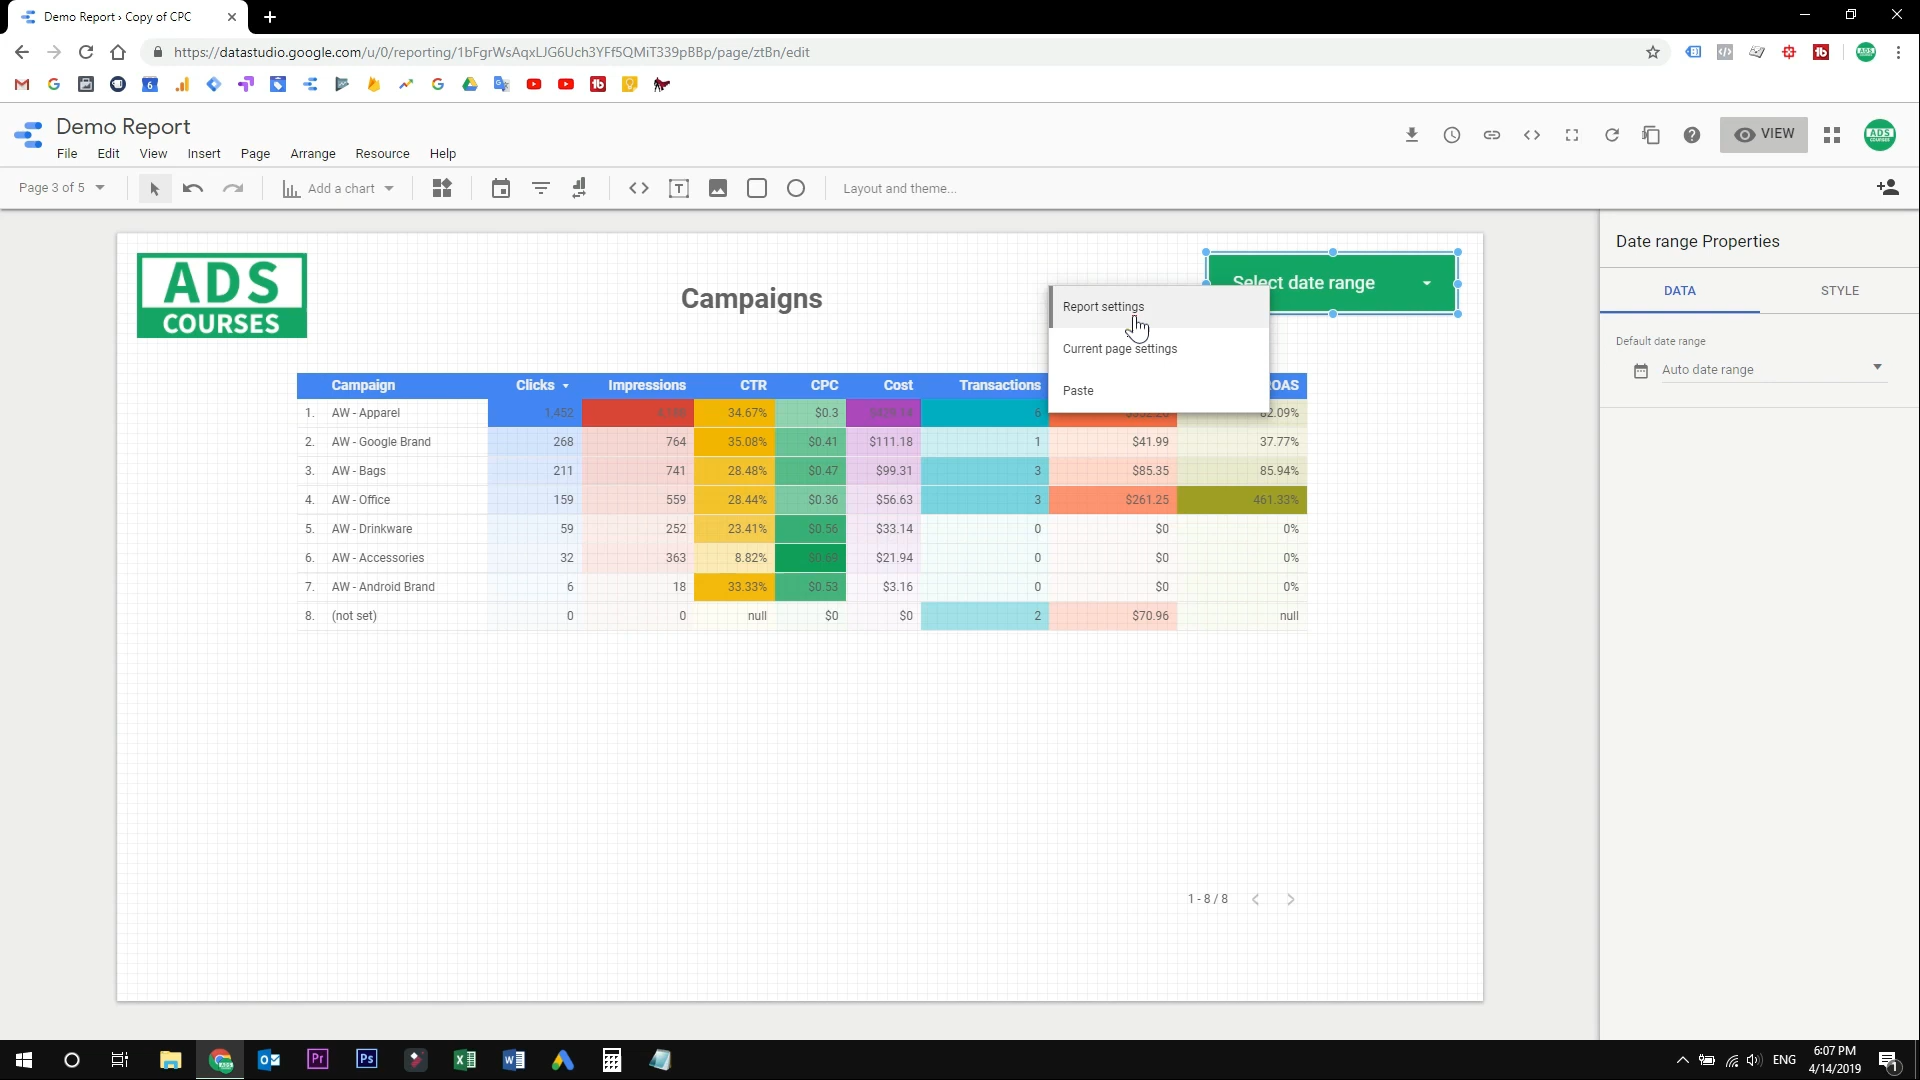 Demo Report › Copy of CPC
https://datastudio.google.com/u/0/reporting/1bFgrWsAqxLJG6Uch3YFf5QMiT339pBBp/page/ztBn/edit
Demo Report
File Edit View Insert Page Arrange Resource Help
VIEW
Page 3 of 5
Add a chart
Layout and theme...
ADS
COURSES
Campaigns
Select date range
Report settings
Current page settings
Paste
Campaign Clicks Impressions CTR CPC Cost Transactions ROAS
1. AW - Apparel 1,452 34.67% $0.3 6 62.09%
2. AW - Google Brand 268 764 35.08% $0.41 $111.18 1 $41.99 37.77%
3. AW - Bags 211 741 28.48% $0.47 $99.31 3 $85.35 85.94%
4. AW - Office 159 559 28.44% $0.36 $56.63 3 $261.25 461.33%
5. AW - Drinkware 59 252 23.41% $0.56 $33.14 0 $0 0%
6. AW - Accessories 32 363 8.82% $0.69 $21.94 0 $0 0%
7. AW - Android Brand 6 18 33.33% $0.53 $3.16 0 $0 0%
8. (not set) 0 0 null $0 $0 2 $70.96 null
1 - 8 / 8
Date range Properties
DATA STYLE
Default date range
Auto date range
ENG
6:07 PM
4/14/2019